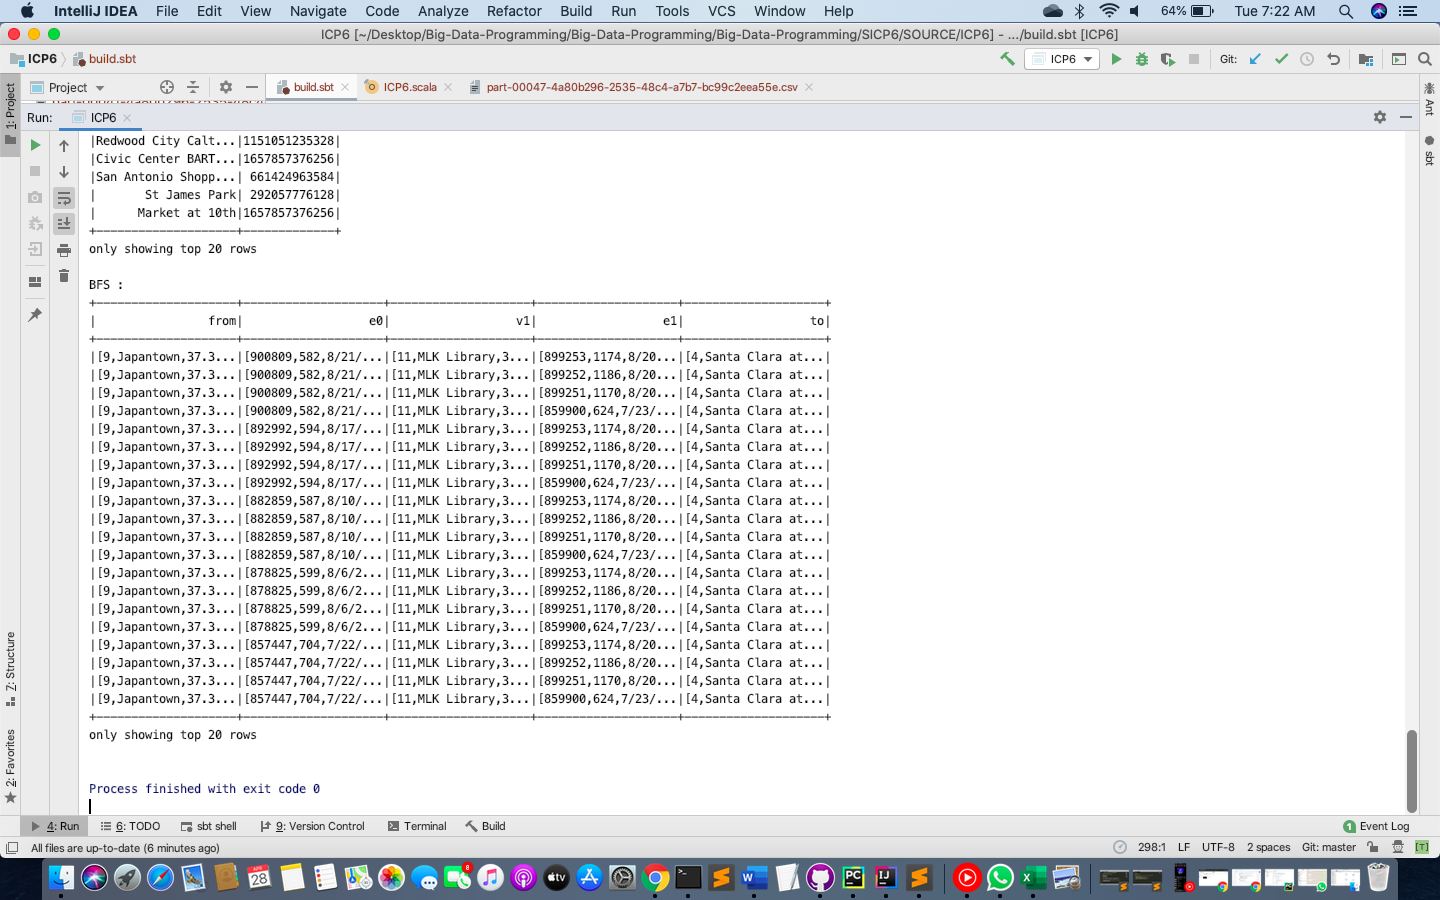 IntelliJ IDEA File Edit View Navigate Code Analyze Refactor Build Run Tools VCS Window Help 64% Tue 7:22 AM
ICP6 [~/Desktop/Big-Data-Programming/Big-Data-Programming/Big-Data-Programming/SICP6/SOURCE/ICP6] - .../build.sbt [ICP6]
ICP6 build.sbt ICP6 Git:
Project build.sbt ICP6.scala part-00047-4a80b296-2535-48c4-a7b7-bc99c2eea55e.csv
Run: ICP6
1: Project
Ant
sbt
|Redwood City Calt...|1151051235328|
|Civic Center BART...|1657857376256|
|San Antonio Shopp...| 661424963584|
| St James Park| 292057776128|
| Market at 10th|1657857376256|
+--------------------+-------------+
only showing top 20 rows
BFS :
+--------------------+--------------------+--------------------+--------------------+--------------------+
| from| e0| v1| e1| to|
+--------------------+--------------------+--------------------+--------------------+--------------------+
|[9,Japantown,37.3...|[900809,582,8/21/...|[11,MLK Library,3...|[899253,1174,8/20...|[4,Santa Clara at...|
|[9,Japantown,37.3...|[900809,582,8/21/...|[11,MLK Library,3...|[899252,1186,8/20...|[4,Santa Clara at...|
|[9,Japantown,37.3...|[900809,582,8/21/...|[11,MLK Library,3...|[899251,1170,8/20...|[4,Santa Clara at...|
|[9,Japantown,37.3...|[900809,582,8/21/...|[11,MLK Library,3...|[859900,624,7/23/...|[4,Santa Clara at...|
|[9,Japantown,37.3...|[892992,594,8/17/...|[11,MLK Library,3...|[899253,1174,8/20...|[4,Santa Clara at...|
|[9,Japantown,37.3...|[892992,594,8/17/...|[11,MLK Library,3...|[899252,1186,8/20...|[4,Santa Clara at...|
|[9,Japantown,37.3...|[892992,594,8/17/...|[11,MLK Library,3...|[899251,1170,8/20...|[4,Santa Clara at...|
|[9,Japantown,37.3...|[892992,594,8/17/...|[11,MLK Library,3...|[859900,624,7/23/...|[4,Santa Clara at...|
|[9,Japantown,37.3...|[882859,587,8/10/...|[11,MLK Library,3...|[899253,1174,8/20...|[4,Santa Clara at...|
|[9,Japantown,37.3...|[882859,587,8/10/...|[11,MLK Library,3...|[899252,1186,8/20...|[4,Santa Clara at...|
|[9,Japantown,37.3...|[882859,587,8/10/...|[11,MLK Library,3...|[899251,1170,8/20...|[4,Santa Clara at...|
|[9,Japantown,37.3...|[882859,587,8/10/...|[11,MLK Library,3...|[859900,624,7/23/...|[4,Santa Clara at...|
|[9,Japantown,37.3...|[878825,599,8/6/2...|[11,MLK Library,3...|[899253,1174,8/20...|[4,Santa Clara at...|
|[9,Japantown,37.3...|[878825,599,8/6/2...|[11,MLK Library,3...|[899252,1186,8/20...|[4,Santa Clara at...|
|[9,Japantown,37.3...|[878825,599,8/6/2...|[11,MLK Library,3...|[899251,1170,8/20...|[4,Santa Clara at...|
|[9,Japantown,37.3...|[878825,599,8/6/2...|[11,MLK Library,3...|[859900,624,7/23/...|[4,Santa Clara at...|
|[9,Japantown,37.3...|[857447,704,7/22/...|[11,MLK Library,3...|[899253,1174,8/20...|[4,Santa Clara at...|
|[9,Japantown,37.3...|[857447,704,7/22/...|[11,MLK Library,3...|[899252,1186,8/20...|[4,Santa Clara at...|
|[9,Japantown,37.3...|[857447,704,7/22/...|[11,MLK Library,3...|[899251,1170,8/20...|[4,Santa Clara at...|
|[9,Japantown,37.3...|[857447,704,7/22/...|[11,MLK Library,3...|[859900,624,7/23/...|[4,Santa Clara at...|
+--------------------+--------------------+--------------------+--------------------+--------------------+
only showing top 20 rows
Process finished with exit code 0
Z: Structure
2: Favorites
4: Run 6: TODO sbt shell 9: Version Control Terminal Build 1 Event Log
All files are up-to-date (6 minutes ago) 298:1 LF UTF-8 2 spaces Git: master [T]
APR 28 8 tv >_ W PC IJ X